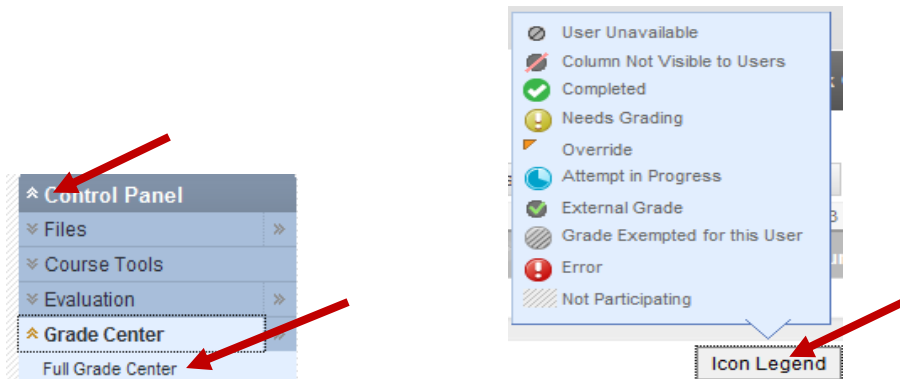 Control Panel
Files
Course Tools
Evaluation
Grade Center
Full Grade Center
User Unavailable
Column Not Visible to Users
Completed
Needs Grading
Override
Attempt in Progress
External Grade
Grade Exempted for this User
Error
Not Participating
Icon Legend